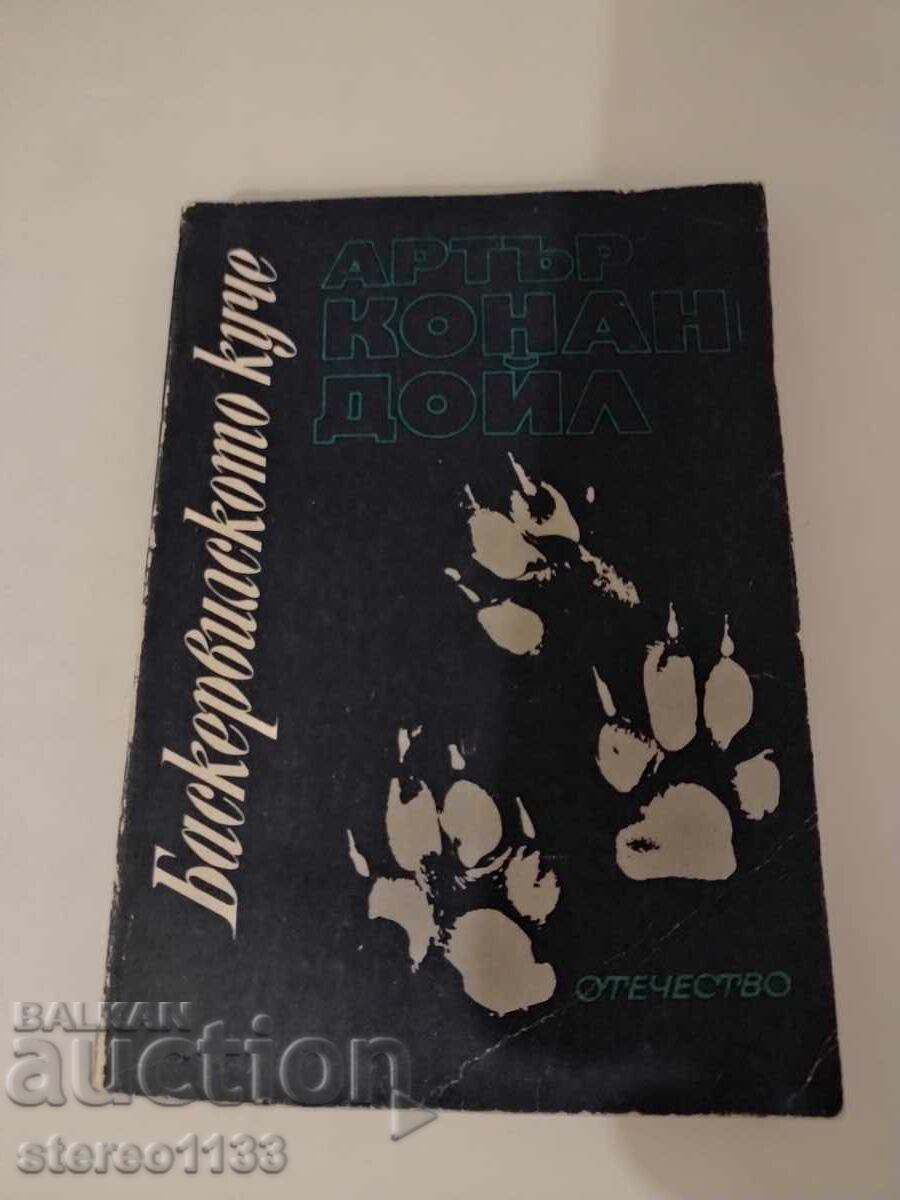 Баскервилското куче
АРТЪР
КОНАН
ДОЙЛ
ОТЕЧЕСТВО
BALKAN
auction
stereo1133